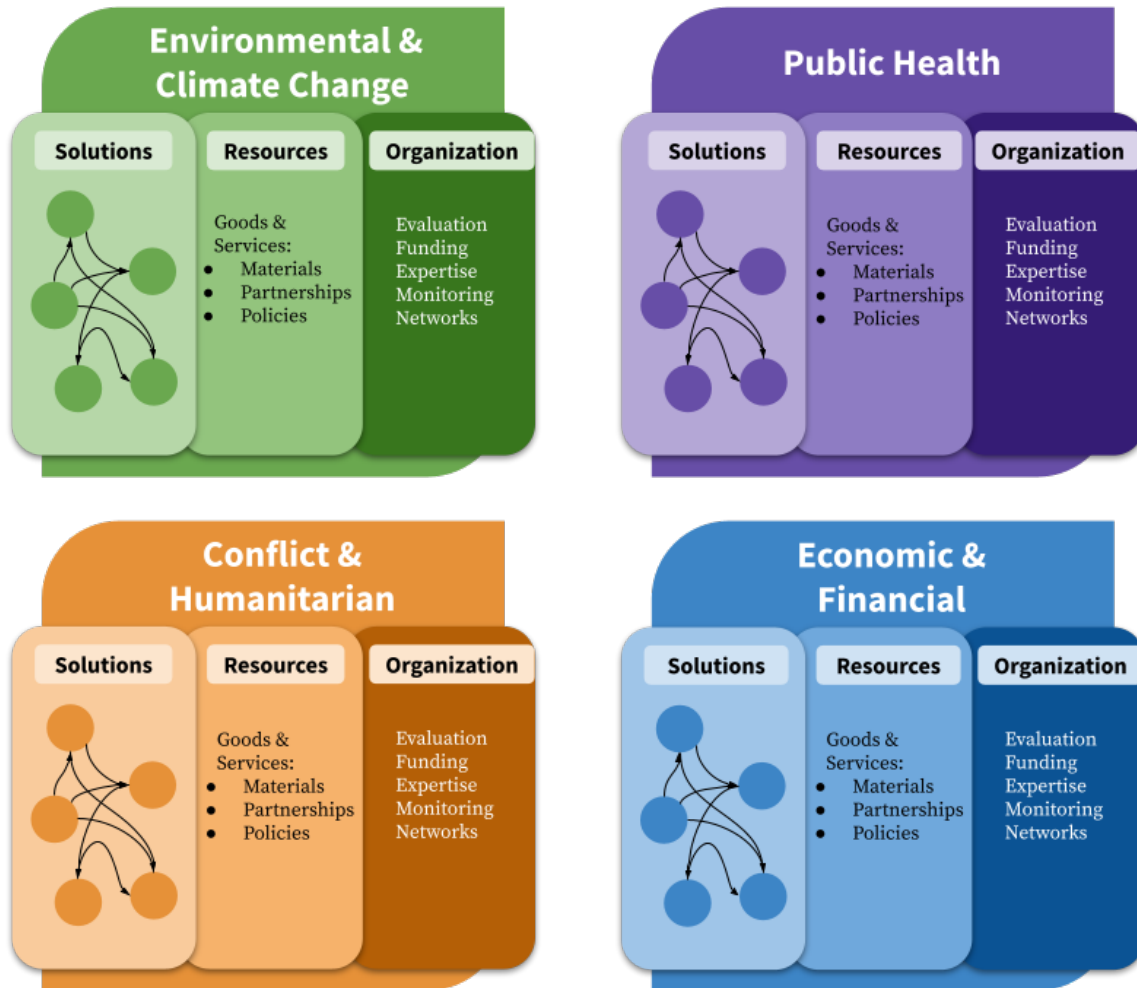 Environmental &
Climate Change
Solutions
Resources
Organization
Goods &
Services:
● Materials
● Partnerships
● Policies
Evaluation
Funding
Expertise
Monitoring
Networks
Public Health
Solutions
Resources
Organization
Goods &
Services:
● Materials
● Partnerships
● Policies
Evaluation
Funding
Expertise
Monitoring
Networks
Conflict &
Humanitarian
Solutions
Resources
Organization
Goods &
Services:
● Materials
● Partnerships
● Policies
Evaluation
Funding
Expertise
Monitoring
Networks
Economic &
Financial
Solutions
Resources
Organization
Goods &
Services:
● Materials
● Partnerships
● Policies
Evaluation
Funding
Expertise
Monitoring
Networks